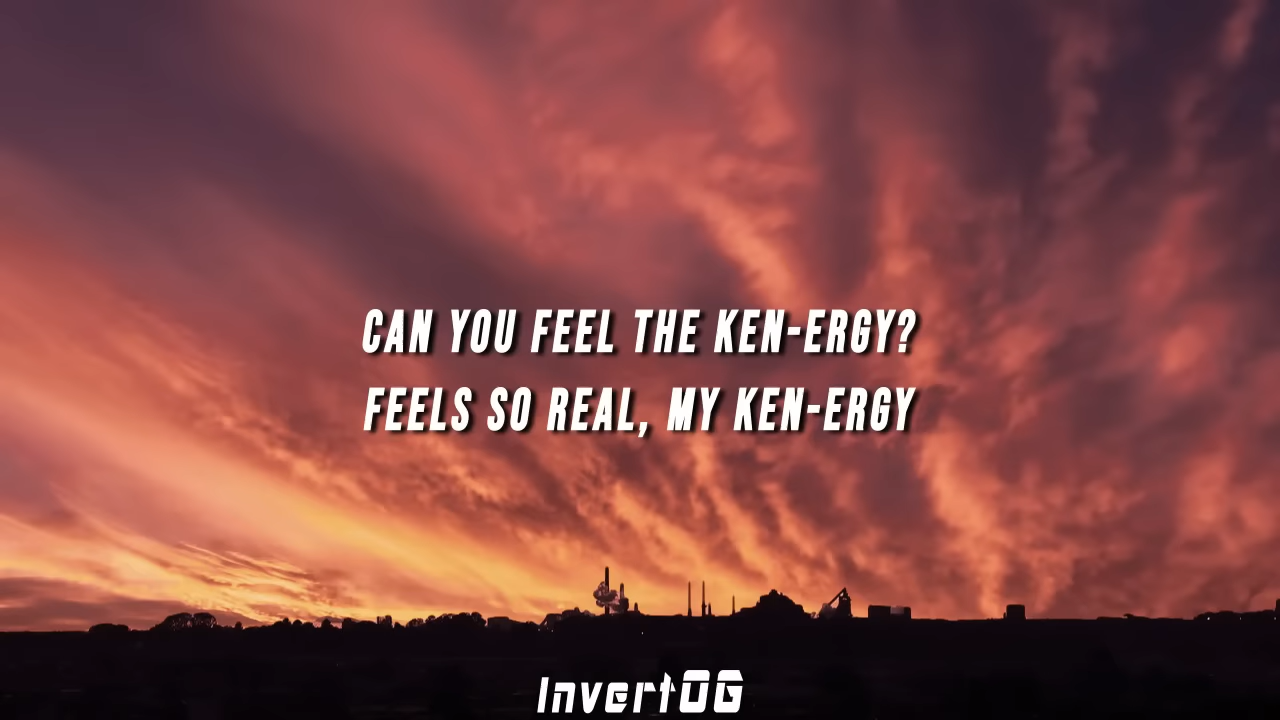 CAN YOU FEEL THE KEN-ERGY?
FEELS SO REAL, MY KEN-ERGY
InvertOG